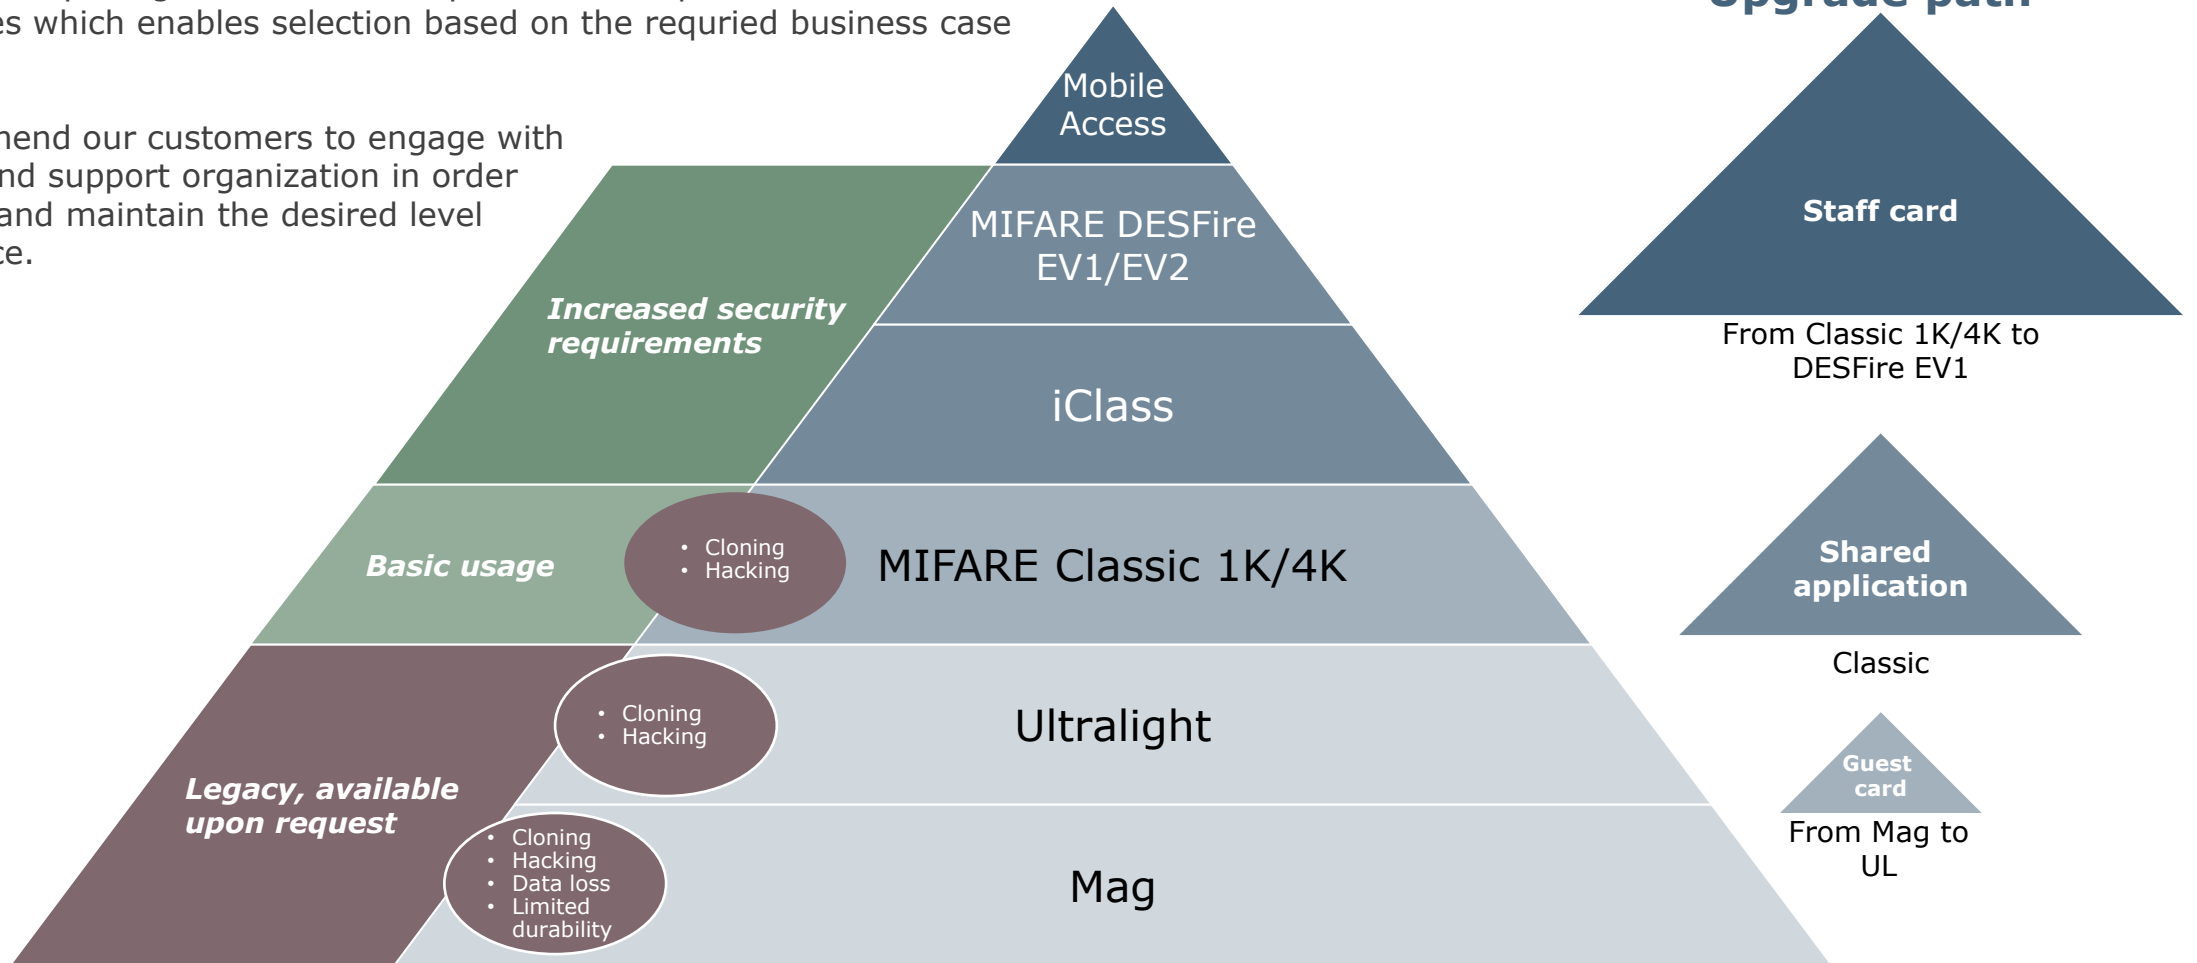 es which enables selection based on the requried business case
mend our customers to engage with
nd support organization in order
and maintain the desired level
ce.
Mobile
Access
MIFARE DESFire
EV1/EV2
Increased security
requirements
iClass
Basic usage
• Cloning
• Hacking
MIFARE Classic 1K/4K
• Cloning
• Hacking
Ultralight
Legacy, available
upon request
• Cloning
• Hacking
• Data loss
• Limited
durability
Mag
Upgrade path
Staff card
From Classic 1K/4K to
DESFire EV1
Shared
application
Classic
Guest
card
From Mag to
UL